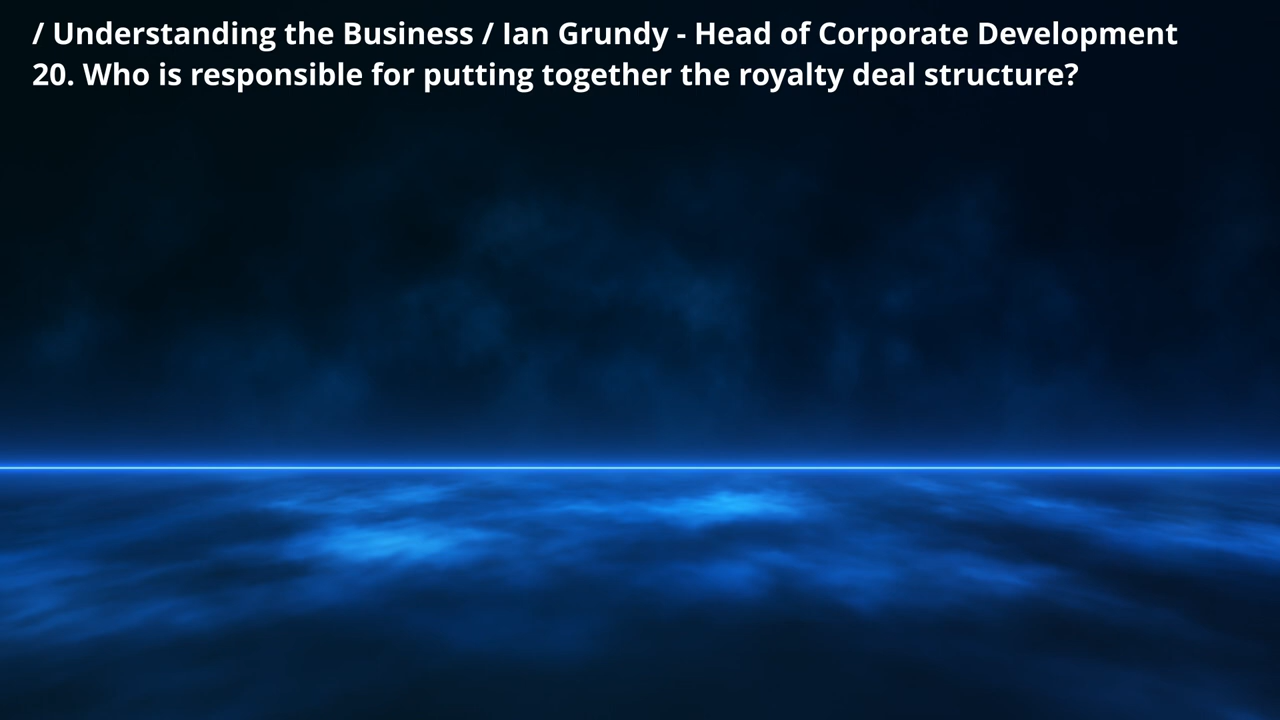 / Understanding the Business / Ian Grundy - Head of Corporate Development
20. Who is responsible for putting together the royalty deal structure?